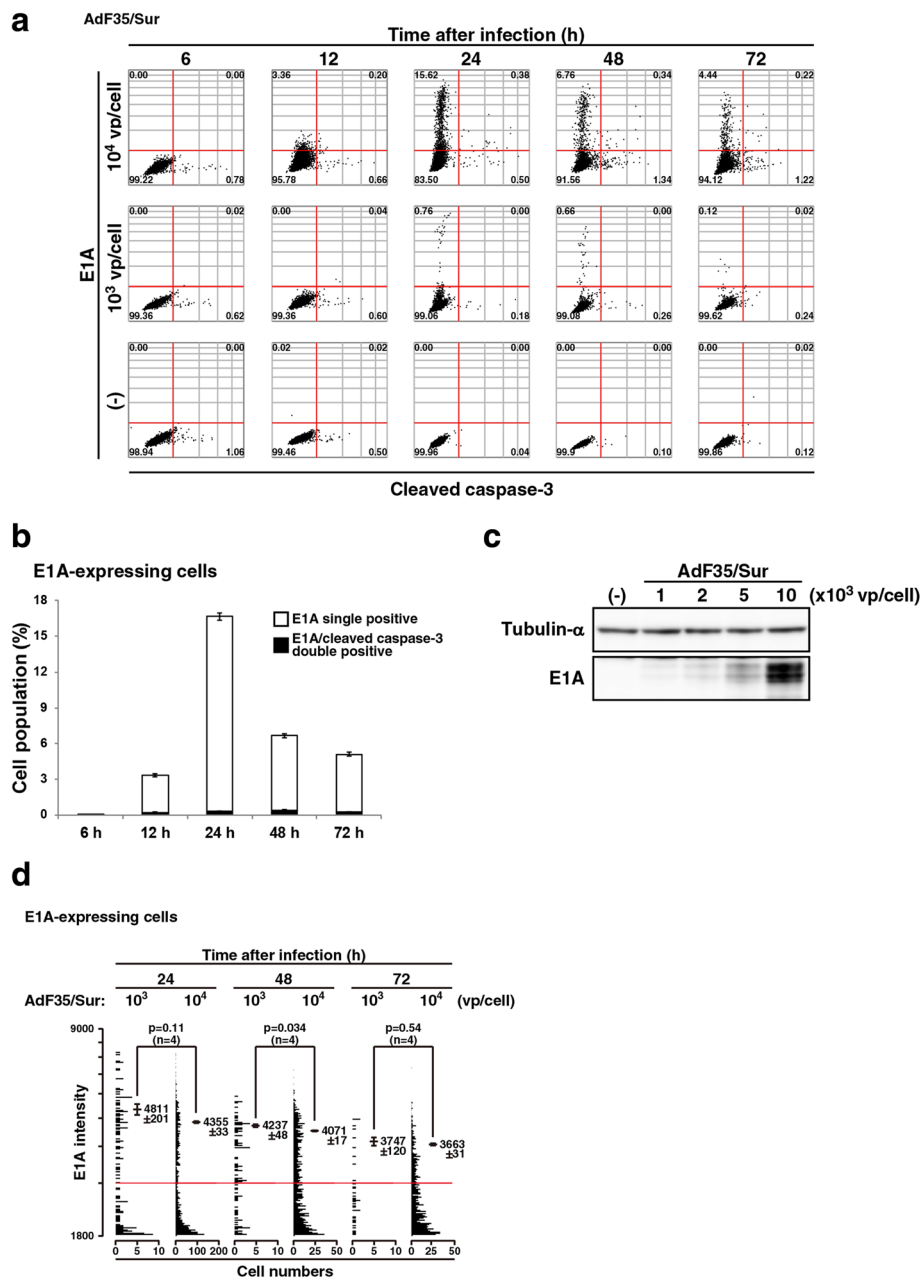 a
AdF35/Sur
Time after infection (h)
6 12 24 48 72
E1A
10⁴ vp/cell
0.00 0.00 3.36 0.20 15.62 0.38 6.76 0.34 4.44 0.22
99.22 0.78 95.78 0.66 83.50 0.50 91.56 1.34 94.12 1.22
10³ vp/cell
0.00 0.02 0.00 0.04 0.76 0.00 0.66 0.00 0.12 0.02
99.36 0.62 99.36 0.60 99.06 0.18 99.08 0.26 99.62 0.24
(-)
0.00 0.00 0.02 0.02 0.00 0.00 0.00 0.00 0.00 0.02
98.94 1.06 99.46 0.50 99.96 0.04 99.9 0.10 99.86 0.12
Cleaved caspase-3
b
E1A-expressing cells
Cell population (%)
18
15
12
9
6
3
0
E1A single positive
E1A/cleaved caspase-3
double positive
6 h 12 h 24 h 48 h 72 h
c
AdF35/Sur
(-) 1 2 5 10 (x10³ vp/cell)
Tubulin-α
E1A
d
E1A-expressing cells
Time after infection (h)
24 48 72
AdF35/Sur: 10³ 10⁴ 10³ 10⁴ 10³ 10⁴ (vp/cell)
E1A intensity
9000
1800
p=0.11 p=0.034 p=0.54
(n=4) (n=4) (n=4)
4811 4355 4237 4071 3747 3663
±201 ±33 ±48 ±17 ±120 ±31
0 5 10 0 100 200 0 5 10 0 25 50 0 5 10 0 25 50
Cell numbers